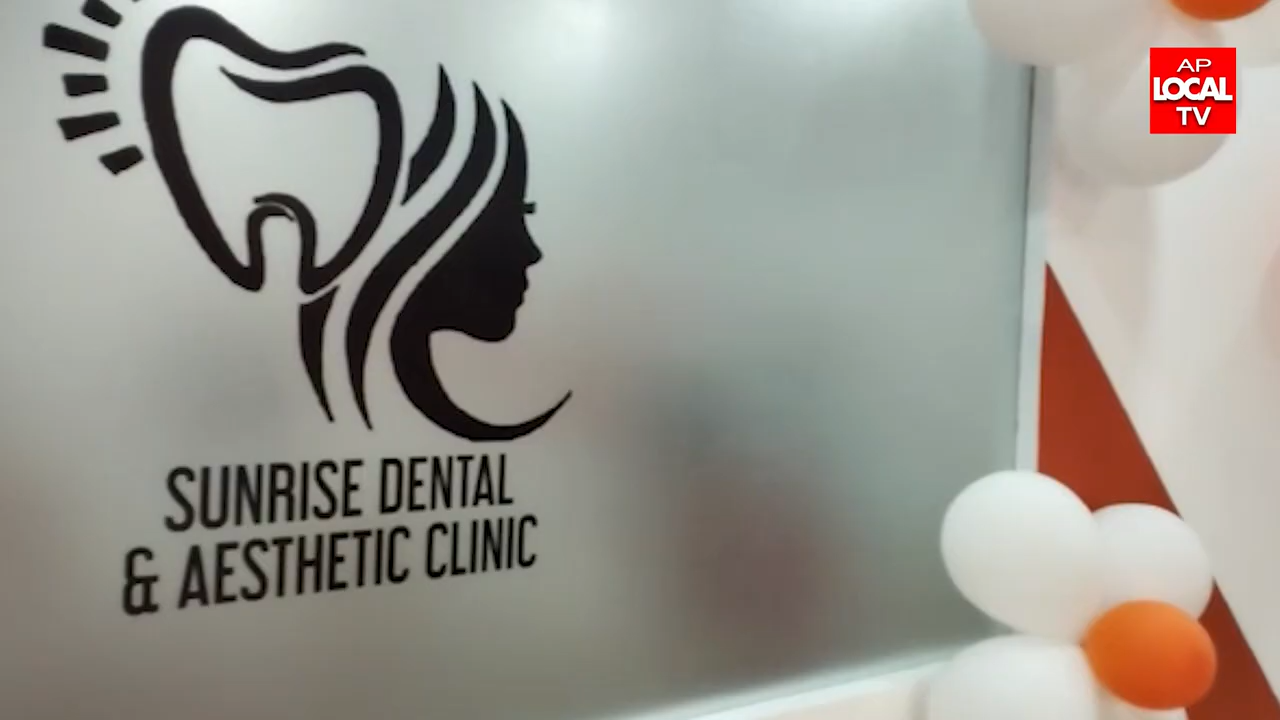 AP
LOCAL
TV
SUNRISE DENTAL
& AESTHETIC CLINIC